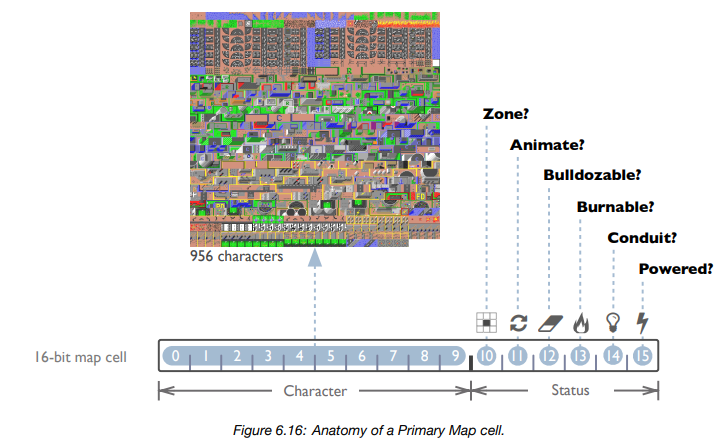 Zone?
Animate?
Bulldozable?
Burnable?
Conduit?
Powered?
956 characters
16-bit map cell
0 1 2 3 4 5 6 7 8 9 10 11 12 13 14 15
Character
Status
Figure 6.16: Anatomy of a Primary Map cell.